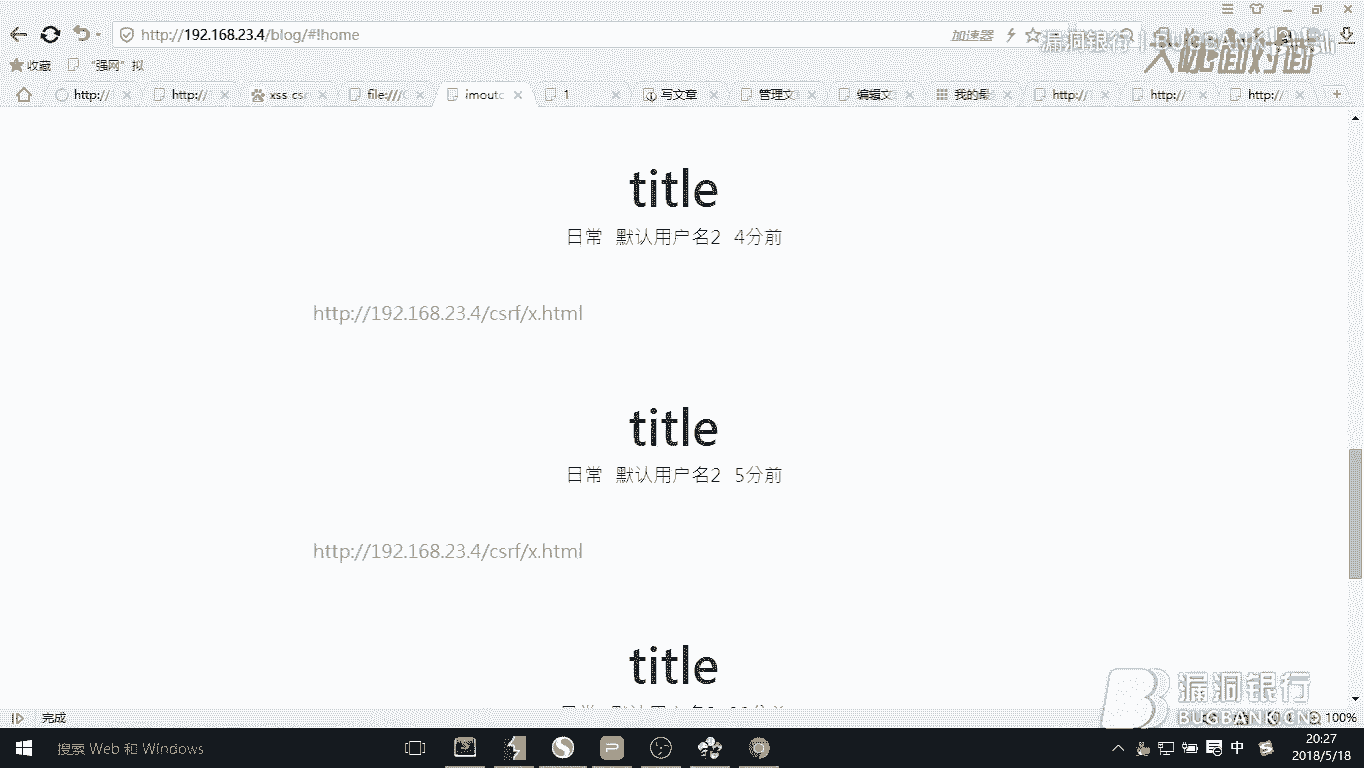 http://192.168.23.4/blog/#!home
加速器
漏洞银行 | BUGBANK
大咖面对面
收藏
"强网" 拟
http://
http://
xss csr
file:///C
imoutc
1
写文章
管理文
编辑文
我的最
http://
http://
http://
title
日常 默认用户名2 4分前
http://192.168.23.4/csrf/x.html
title
日常 默认用户名2 5分前
http://192.168.23.4/csrf/x.html
title
漏洞银行
BUGBANK.CN
完成
100%
搜索 Web 和 Windows
中
20:27
2018/5/18